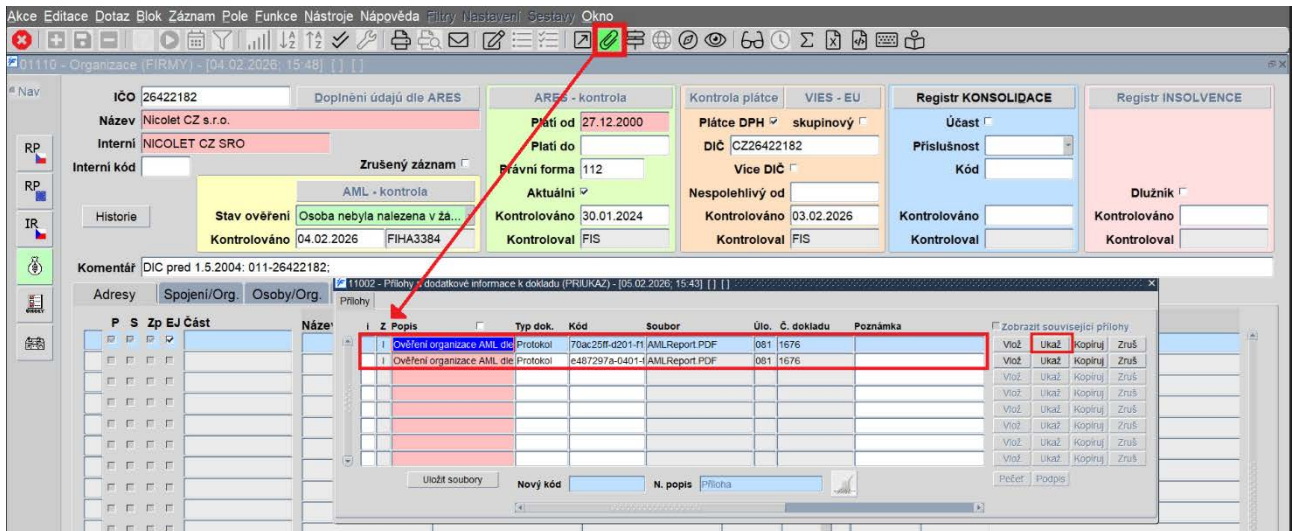 Akce Editace Dotaz Blok Záznam Pole Funkce Nástroje Nápověda Filtry Nastavení Sestavy Okno
01110 - Organizace (FIRMY) - [04.02.2026; 15:48] [ ] [ ]
Nav
IČO 26422182 Doplnění údajů dle ARES ARES - kontrola Kontrola plátce VIES - EU Registr KONSOLIDACE Registr INSOLVENCE
Název Nicolet CZ s.r.o. Platí od 27.12.2000 Plátce DPH skupinový Účast
RP Interní NICOLET CZ SRO Platí do DIČ CZ26422182 Příslušnost
Interní kód Zrušený záznam Právní forma 112 Více DIČ Kód
RP AML - kontrola Aktuální Nespolehlivý od Dlužník
IR Historie Stav ověření Osoba nebyla nalezena v žá... Kontrolováno 30.01.2024 Kontrolováno 03.02.2026 Kontrolováno Kontrolováno
Kontrolováno 04.02.2026 FIHA3384 Kontroloval FIS Kontroloval FIS Kontroloval Kontroloval
Komentář DIC pred 1.5.2004: 011-26422182;
Adresy Spojení/Org. Osoby/Org.
P S Zp EJ Část Název
11002 - Přílohy a dodatkové informace k dokladu (PRIUKAZ) - [05.02.2026; 15:43] [ ] [ ]
Přílohy
i Z Popis Typ dok. Kód Soubor Úlo. Č. dokladu Poznámka Zobrazit související přílohy
I Ověření organizace AML dle Protokol 70ac25ff-d201-f1 AMLReport.PDF 081 1676 Vlož Ukaž Kopíruj Zruš
I Ověření organizace AML dle Protokol e487297a-0401-f AMLReport.PDF 081 1676 Vlož Ukaž Kopíruj Zruš
Vlož Ukaž Kopíruj Zruš
Vlož Ukaž Kopíruj Zruš
Vlož Ukaž Kopíruj Zruš
Vlož Ukaž Kopíruj Zruš
Vlož Ukaž Kopíruj Zruš
Vlož Ukaž Kopíruj Zruš
Uložit soubory Nový kód N. popis Příloha Pečeť Podpis